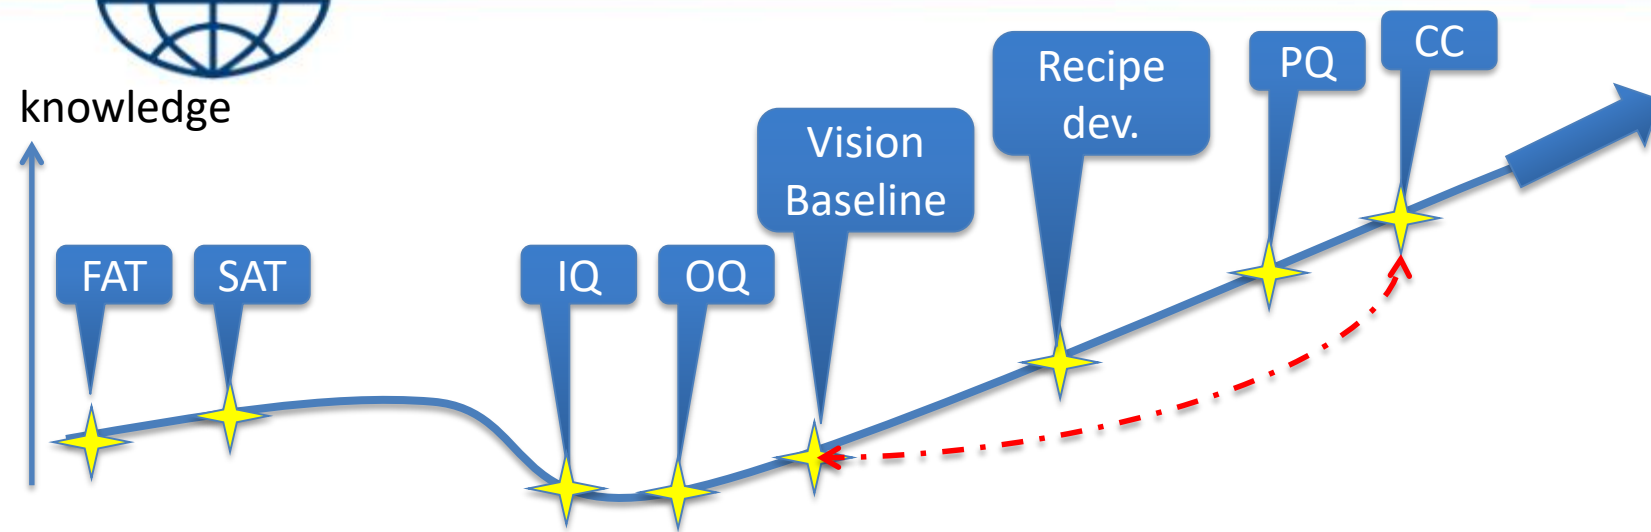 knowledge
FAT
SAT
IQ
OQ
Vision
Baseline
Recipe
dev.
PQ
CC